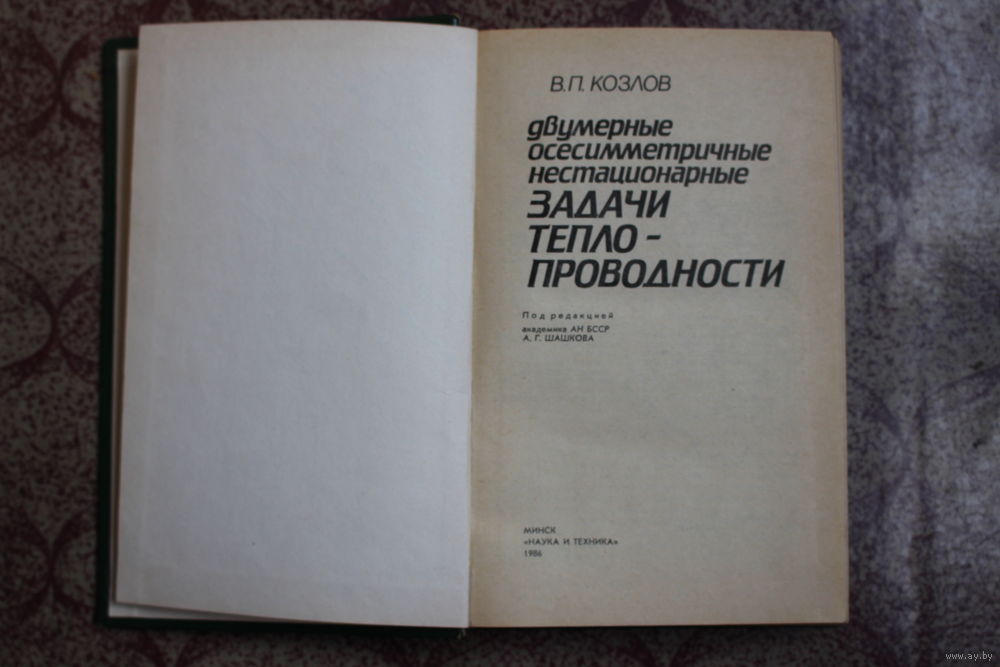 В.П. КОЗЛОВ
двумерные
осесимметричные
нестационарные
ЗАДАЧИ
ТЕПЛО-
ПРОВОДНОСТИ
Под редакцией
академика АН БССР
А. Г. ШАШКОВА
МИНСК
«НАУКА И ТЕХНИКА»
1986
www.ay.by